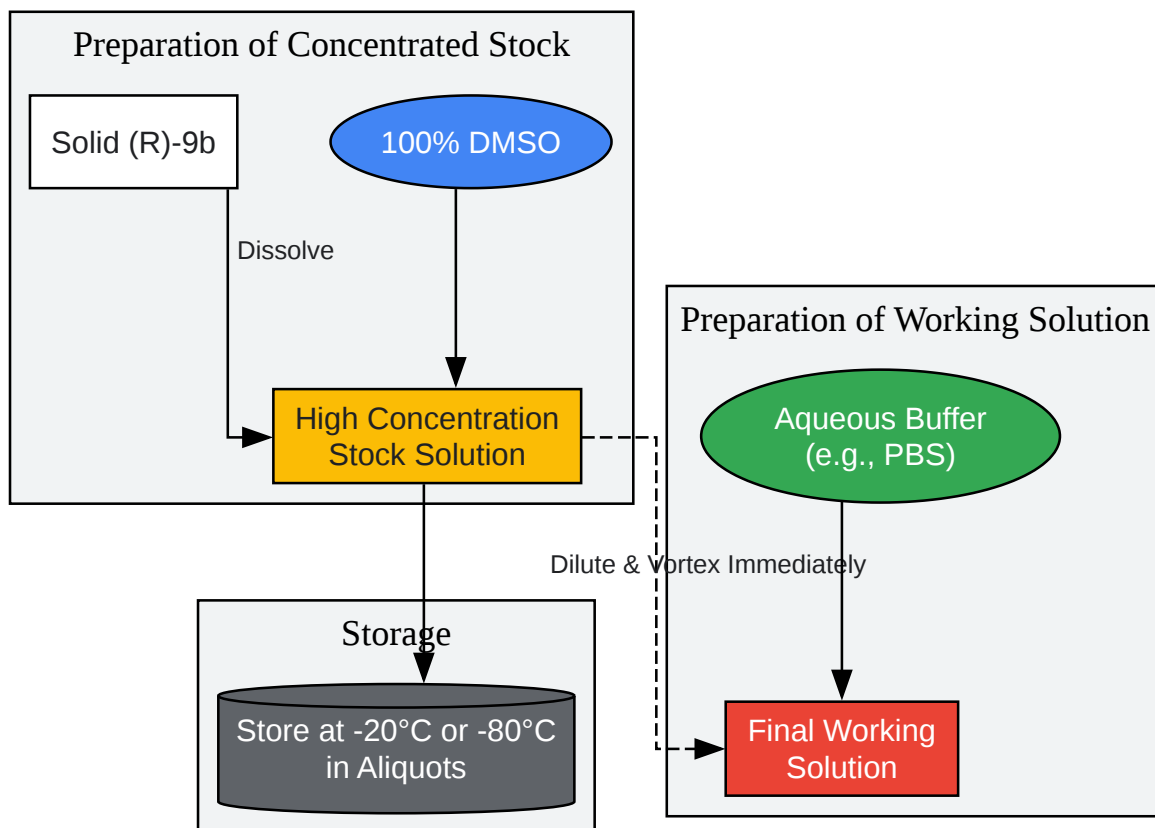 Preparation of Concentrated Stock
Solid (R)-9b
100% DMSO
Dissolve
High Concentration
Stock Solution
Preparation of Working Solution
Aqueous Buffer
(e.g., PBS)
Dilute & Vortex Immediately
Storage
Store at -20°C or -80°C
in Aliquots
Final Working
Solution